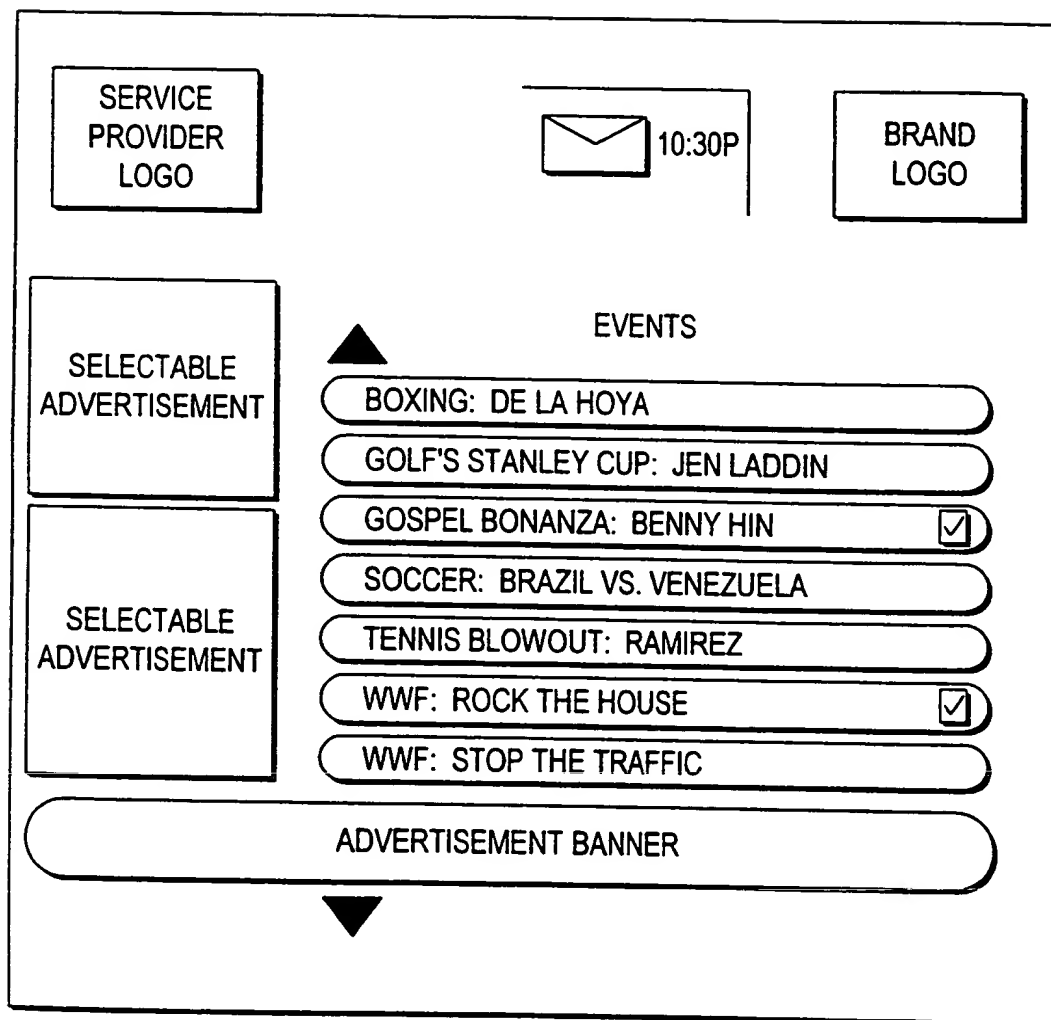 SERVICE
PROVIDER
LOGO
10:30P
BRAND
LOGO
SELECTABLE
ADVERTISEMENT
SELECTABLE
ADVERTISEMENT
EVENTS
BOXING: DE LA HOYA
GOLF'S STANLEY CUP: JEN LADDIN
GOSPEL BONANZA: BENNY HIN
SOCCER: BRAZIL VS. VENEZUELA
TENNIS BLOWOUT: RAMIREZ
WWF: ROCK THE HOUSE
WWF: STOP THE TRAFFIC
ADVERTISEMENT BANNER